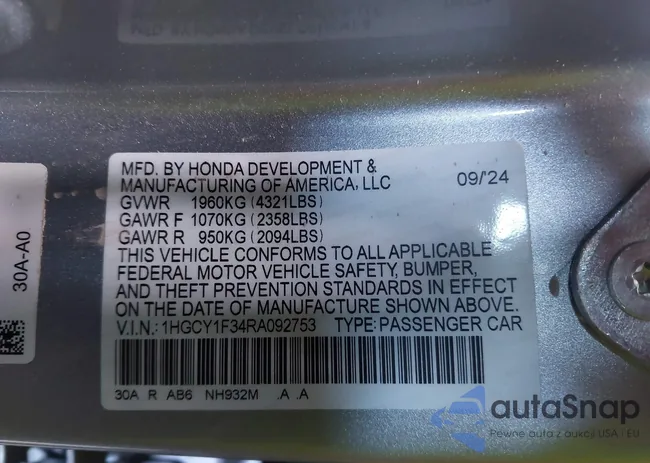 MFD. BY HONDA DEVELOPMENT &
MANUFACTURING OF AMERICA, LLC 09/'24
GVWR 1960KG (4321LBS)
GAWR F 1070KG (2358LBS)
GAWR R 950KG (2094LBS)
THIS VEHICLE CONFORMS TO ALL APPLICABLE
FEDERAL MOTOR VEHICLE SAFETY, BUMPER,
AND THEFT PREVENTION STANDARDS IN EFFECT
ON THE DATE OF MANUFACTURE SHOWN ABOVE.
V.I.N.: 1HGCY1F34RA092753 TYPE: PASSENGER CAR
30A R AB6 NH932M .A .A
30A-A0
autaSnap
Pewne auta z aukcji USA i EU